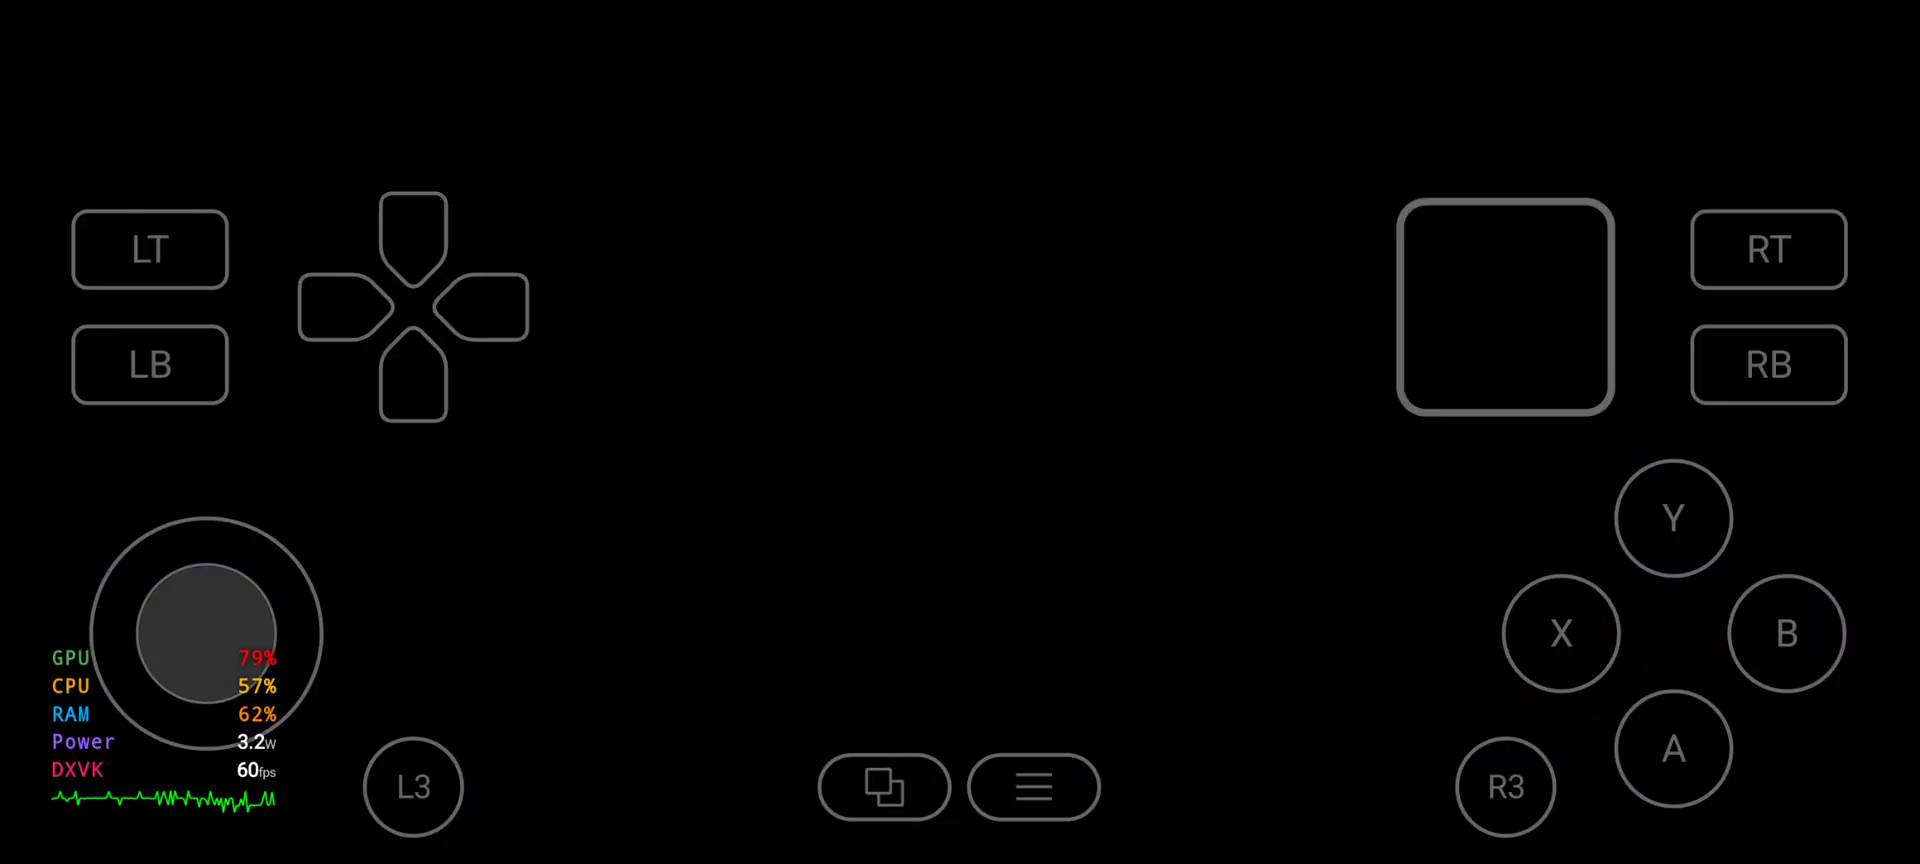 LT
LB
RT
RB
Y
X
B
A
GPU 79%
CPU 57%
RAM 62%
Power 3.2W
DXVK 60fps
L3
R3